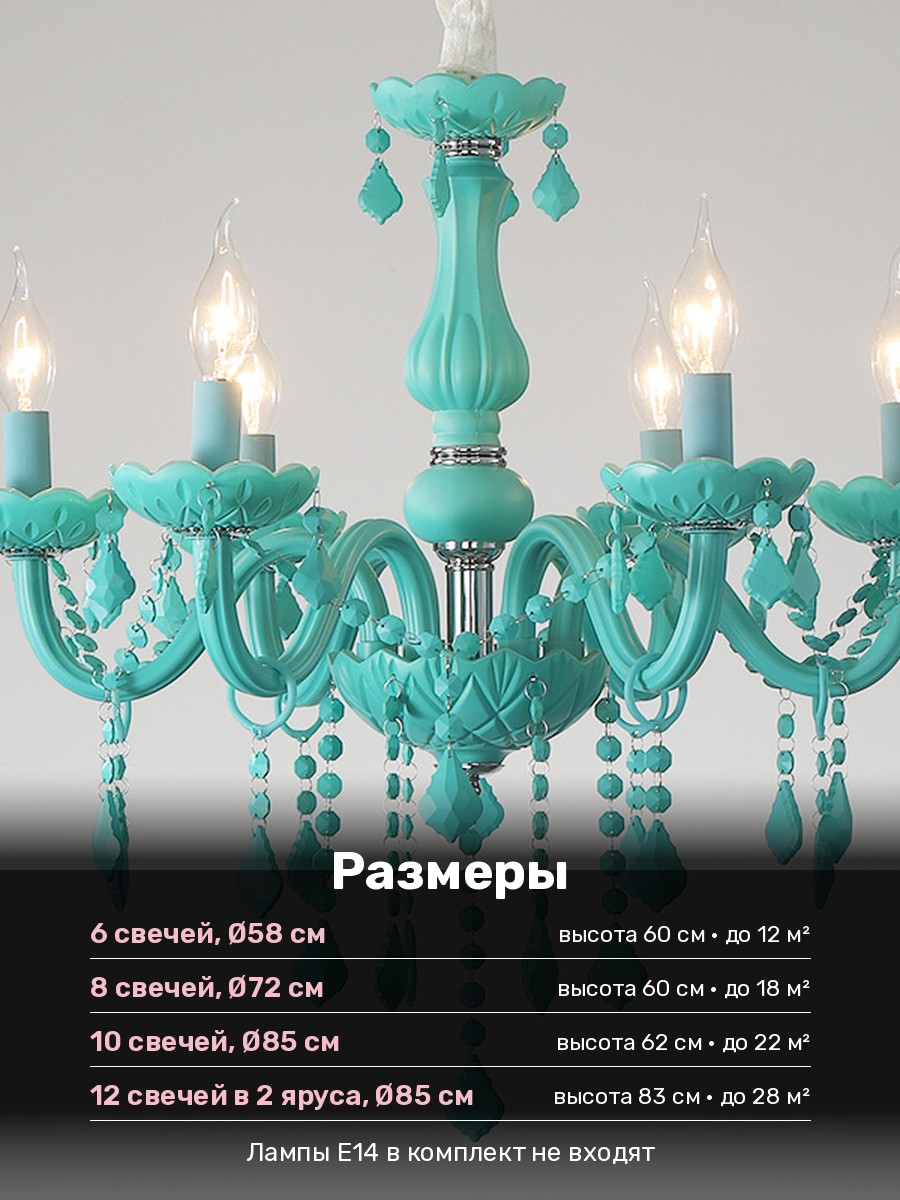 Размеры
6 свечей, Ø58 см высота 60 см • до 12 м²
8 свечей, Ø72 см высота 60 см • до 18 м²
10 свечей, Ø85 см высота 62 см • до 22 м²
12 свечей в 2 яруса, Ø85 см высота 83 см • до 28 м²
Лампы E14 в комплект не входят